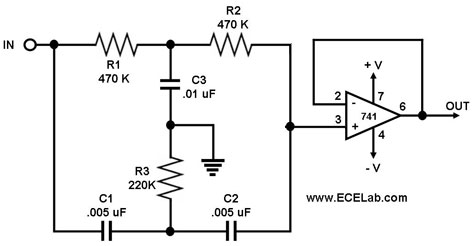 R2
470 K
IN
R1
470 K
C3
.01 uF
+ V
2
-
7
6
OUT
741
3
+
4
- V
R3
220K
C1
.005 uF
C2
.005 uF
www.ECELab.com